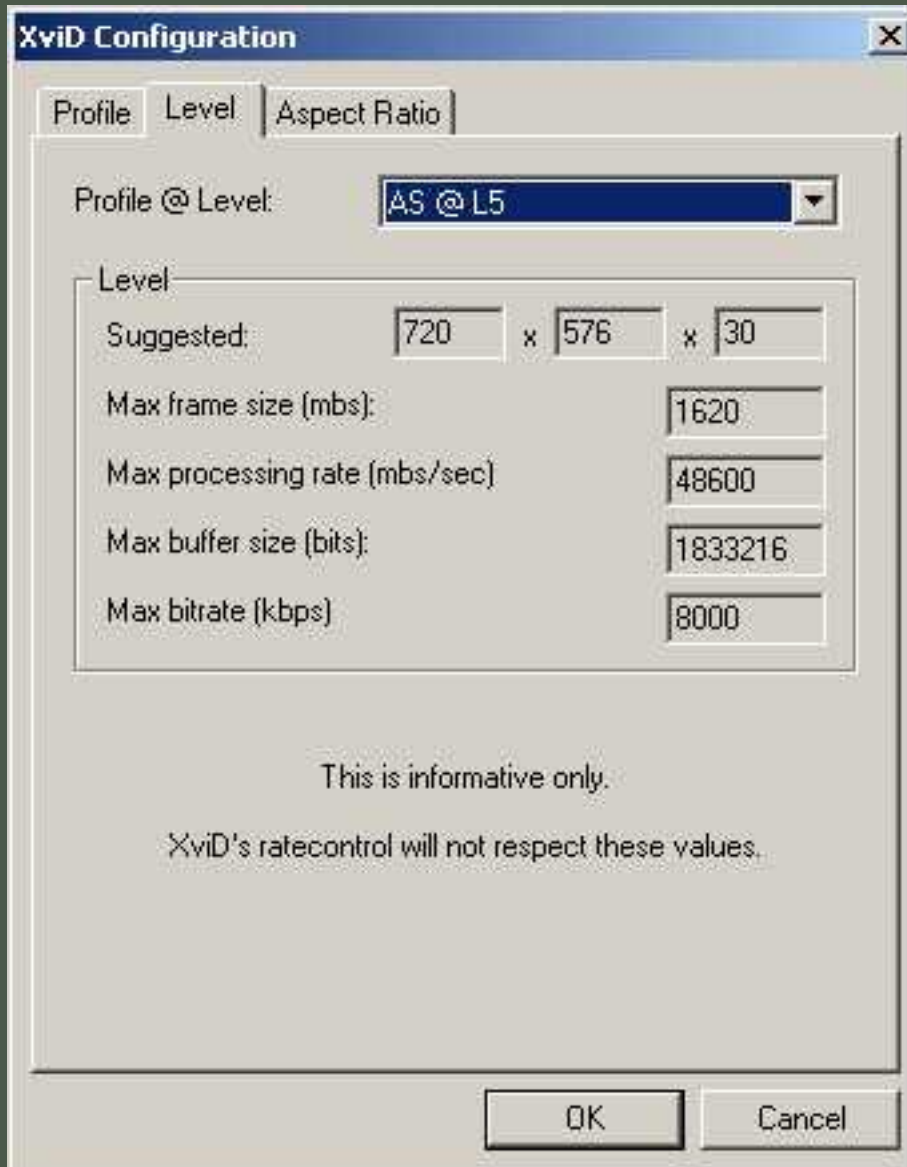 XviD Configuration
Profile Level Aspect Ratio
Profile @ Level: AS @ L5
Level
Suggested: 720 x 576 x 30
Max frame size (mbs): 1620
Max processing rate (mbs/sec) 48600
Max buffer size (bits): 1833216
Max bitrate (kbps) 8000
This is informative only.
XviD's ratecontrol will not respect these values.
OK Cancel